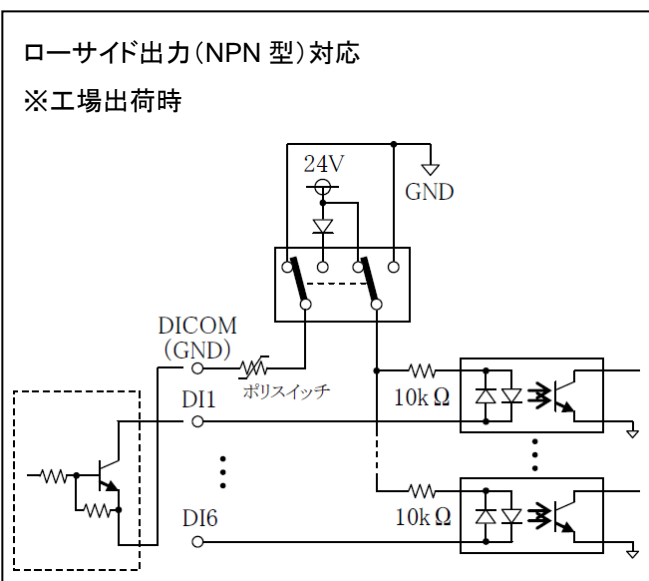 ローサイド出力(NPN 型)対応
※工場出荷時
24V
GND
DICOM
(GND)
ポリスイッチ
10kΩ
DI1
DI6
10kΩ